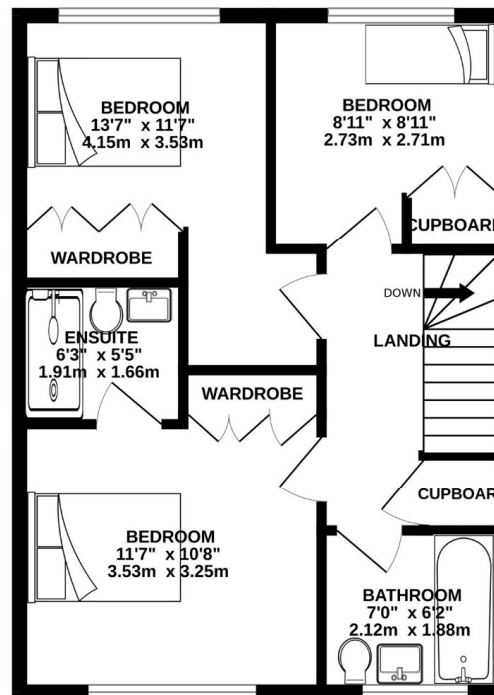 BEDROOM
13'7" x 11'7"
4.15m x 3.53m
BEDROOM
8'11" x 8'11"
2.73m x 2.71m
WARDROBE
CUPBOARD
DOWN
LANDING
ENSUITE
6'3" x 5'5"
1.91m x 1.66m
WARDROBE
CUPBOARD
BEDROOM
11'7" x 10'8"
3.53m x 3.25m
BATHROOM
7'0" x 6'2"
2.12m x 1.88m